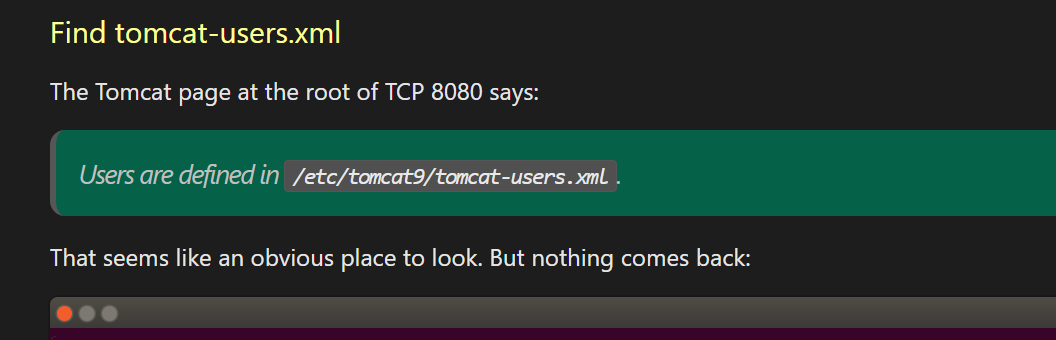 Find tomcat-users.xml
The Tomcat page at the root of TCP 8080 says:
Users are defined in /etc/tomcat9/tomcat-users.xml.
That seems like an obvious place to look. But nothing comes back: